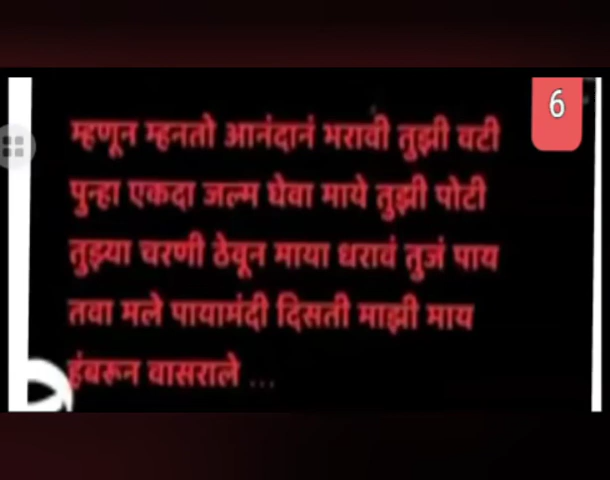 6
म्हणून म्हनतो आनंदानं भरावी तुझी वटी
पुन्हा एकदा जल्म घेवा माये तुझी पोटी
तुझ्या चरणी ठेवून माया धरावं तुजं पाय
तवा मले पायामंदी दिसती माझी माय
हंबरून वासराले ...